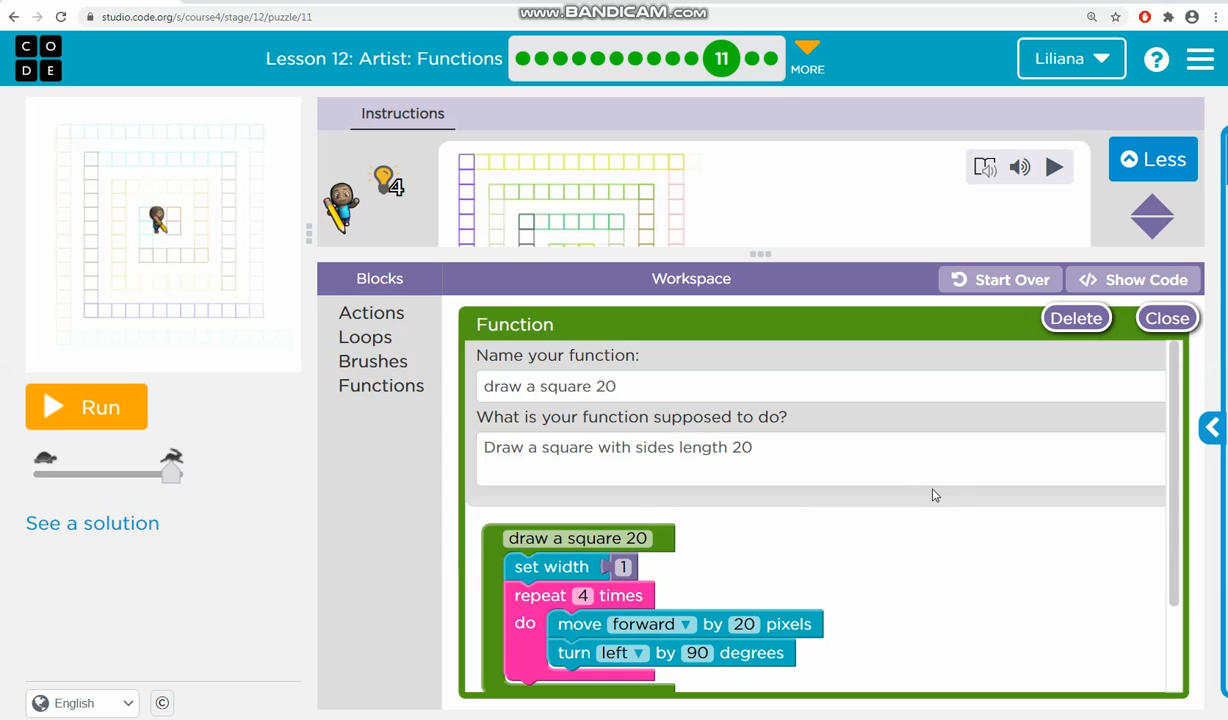 studio.code.org/s/course4/stage/12/puzzle/11
www.BANDICAM.com
CO
DE
Lesson 12: Artist: Functions
11
MORE
Liliana
?
Instructions
4
Less
Blocks
Workspace
Start Over
</> Show Code
Actions
Loops
Brushes
Functions
Function
Delete
Close
Name your function:
draw a square 20
What is your function supposed to do?
Draw a square with sides length 20
draw a square 20
set width 1
repeat 4 times
do move forward by 20 pixels
turn left by 90 degrees
Run
See a solution
English
©